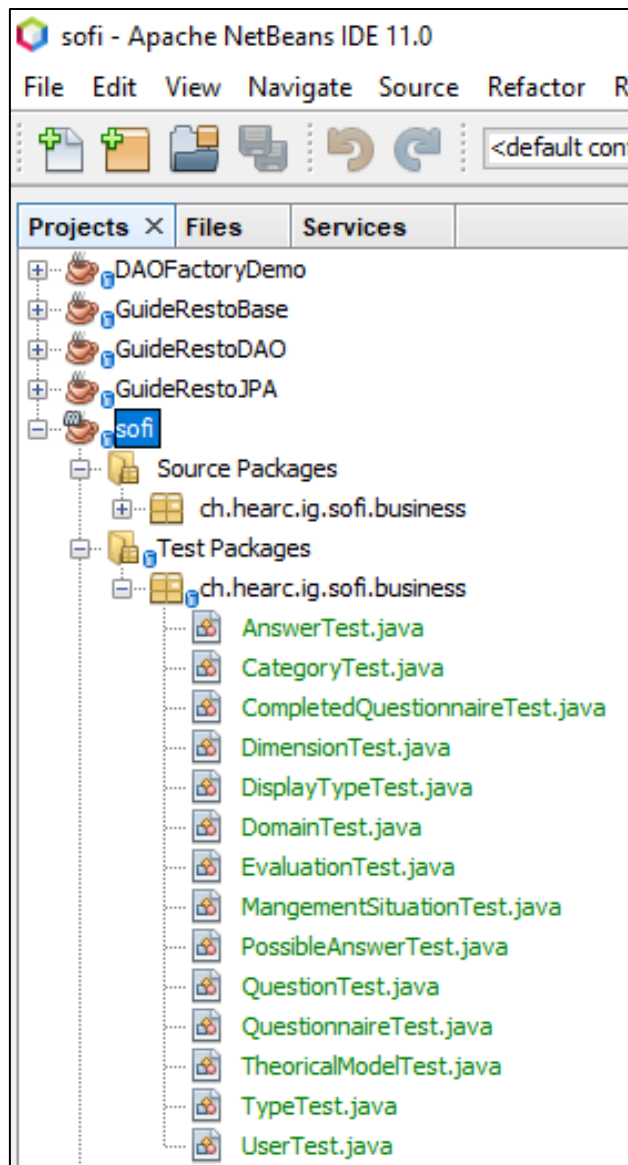 sofi - Apache NetBeans IDE 11.0
File Edit View Navigate Source Refactor R
<default con
Projects × Files Services
DAOFactoryDemo
GuideRestoBase
GuideRestoDAO
GuideRestoJPA
sofi
Source Packages
ch.hearc.ig.sofi.business
Test Packages
ch.hearc.ig.sofi.business
AnswerTest.java
CategoryTest.java
CompletedQuestionnaireTest.java
DimensionTest.java
DisplayTypeTest.java
DomainTest.java
EvaluationTest.java
MangementSituationTest.java
PossibleAnswerTest.java
QuestionTest.java
QuestionnaireTest.java
TheoricalModelTest.java
TypeTest.java
UserTest.java